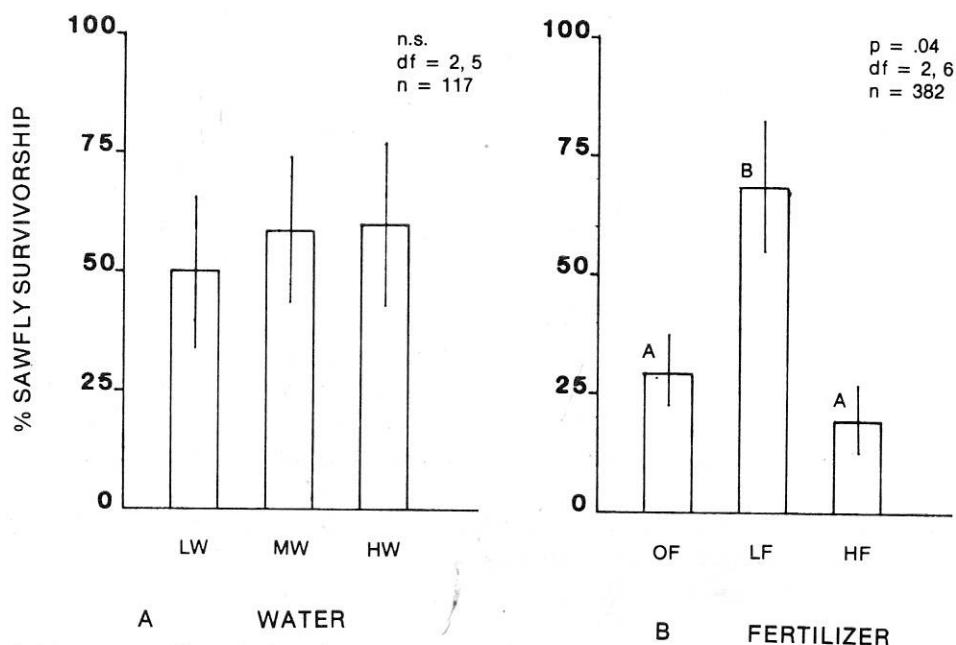 % SAWFLY SURVIVORSHIP
100
75
50
25
0
n.s.
df = 2, 5
n = 117
LW MW HW
A WATER
100
75
50
25
0
p = .04
df = 2, 6
n = 382
A
B
A
OF LF HF
B FERTILIZER